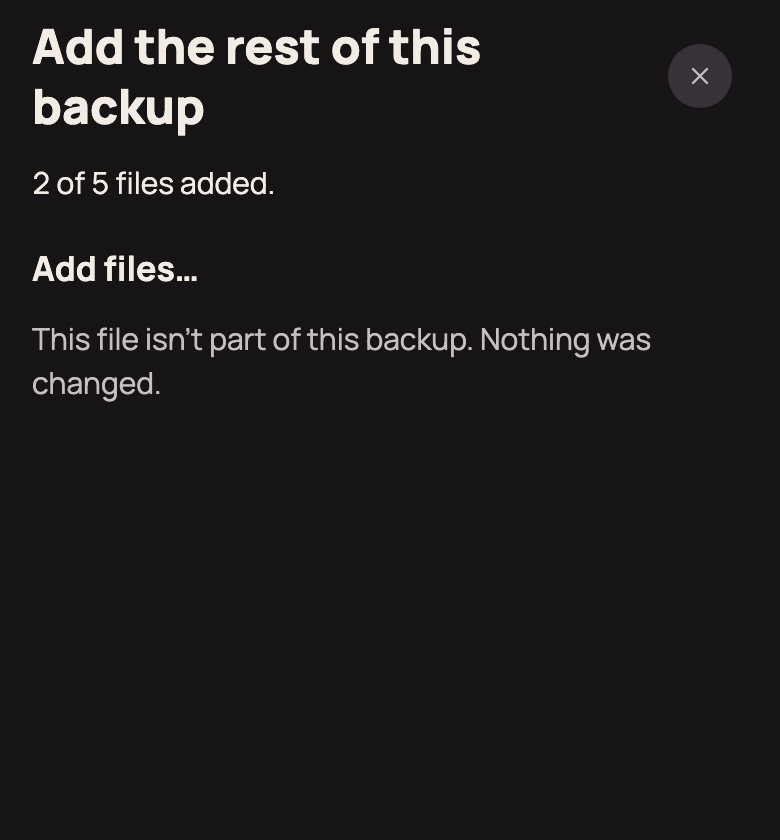 Add the rest of this
backup
2 of 5 files added.
Add files…
This file isn’t part of this backup. Nothing was
changed.